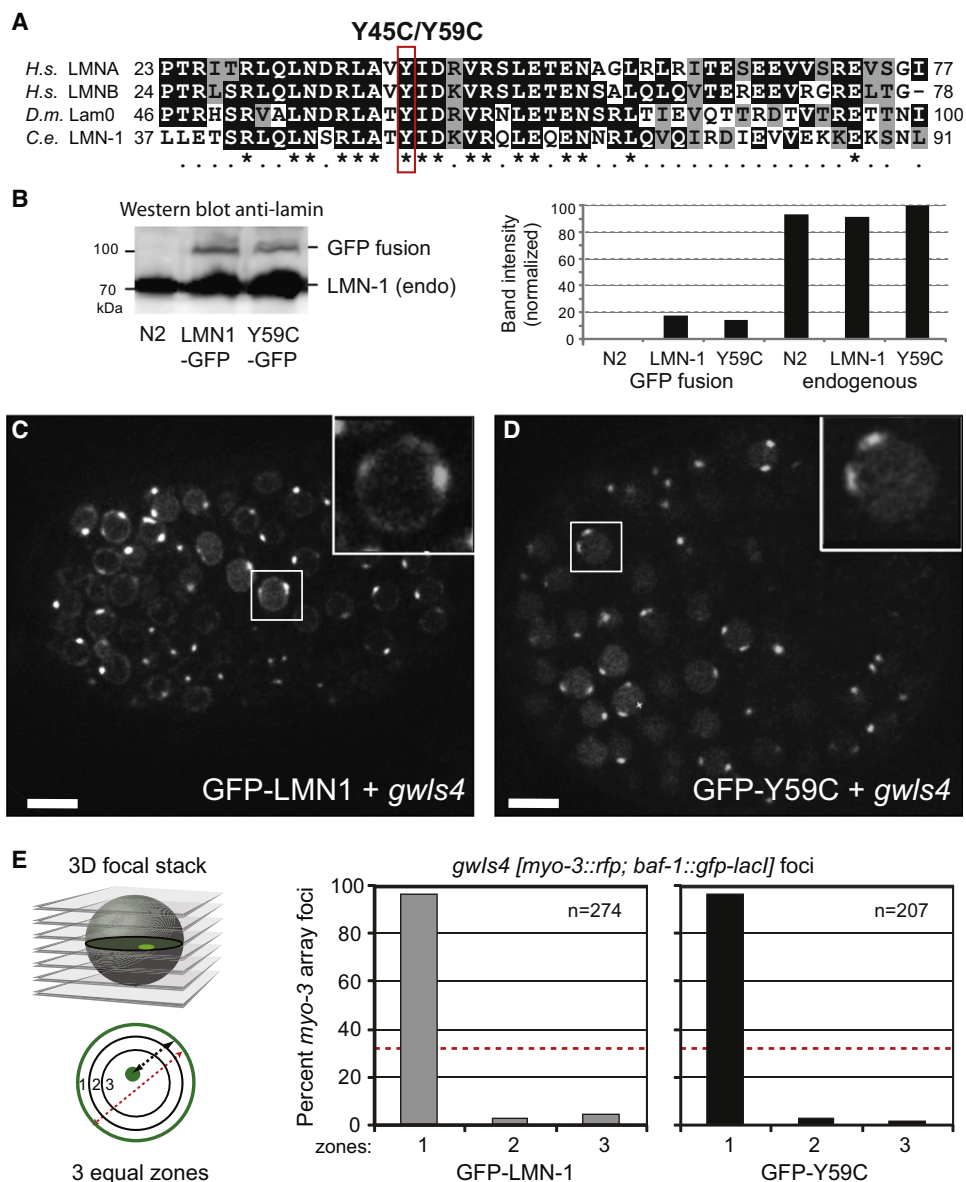 A
Y45C/Y59C
H.s. LMNA 23 PTRITRLQLNDRLAVYIDRVRSLETENAGLRLRITESEEVVSREVSGI 77
H.s. LMNB 24 PTRLSRLQLNDRLAVYIDKVRSLETENSALQLQVTEREEVRGRELTG- 78
D.m. Lam0 46 PTRHSRVALNDRLATYIDKVRNLETENSRLTIEVQTTRDTVTRETTNI 100
C.e. LMN-1 37 LLETSRLQLNSRLATYIDKVRQLEQENNRLQVQIRDIEVVEKKEKSNL 91
B
Western blot anti-lamin
100
GFP fusion
70
LMN-1 (endo)
kDa
N2 LMN1 Y59C
-GFP -GFP
Band intensity
(normalized)
100
80
60
40
20
0
N2 LMN-1 Y59C N2 LMN-1 Y59C
GFP fusion endogenous
C
GFP-LMN1 + gwIs4
D
GFP-Y59C + gwIs4
E
3D focal stack
1 2 3
3 equal zones
gwIs4 [myo-3::rfp; baf-1::gfp-lacI] foci
Percent myo-3 array foci
100
80
60
40
20
0
n=274
n=207
zones: 1 2 3 1 2 3
GFP-LMN-1 GFP-Y59C